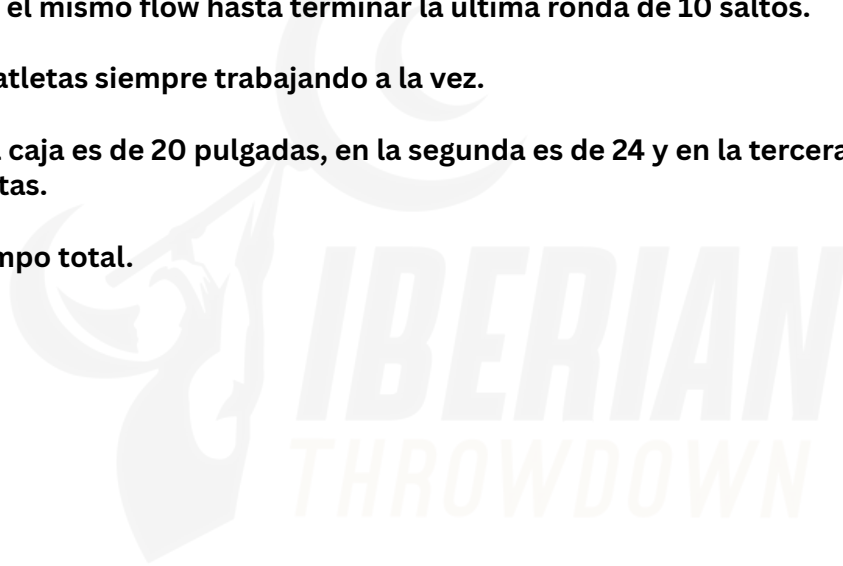 el mismo flow hasta terminar la última ronda de 10 saltos.
atletas siempre trabajando a la vez.
caja es de 20 pulgadas, en la segunda es de 24 y en la tercera
tas.
mpo total.
IBERIAN
THROWDOWN